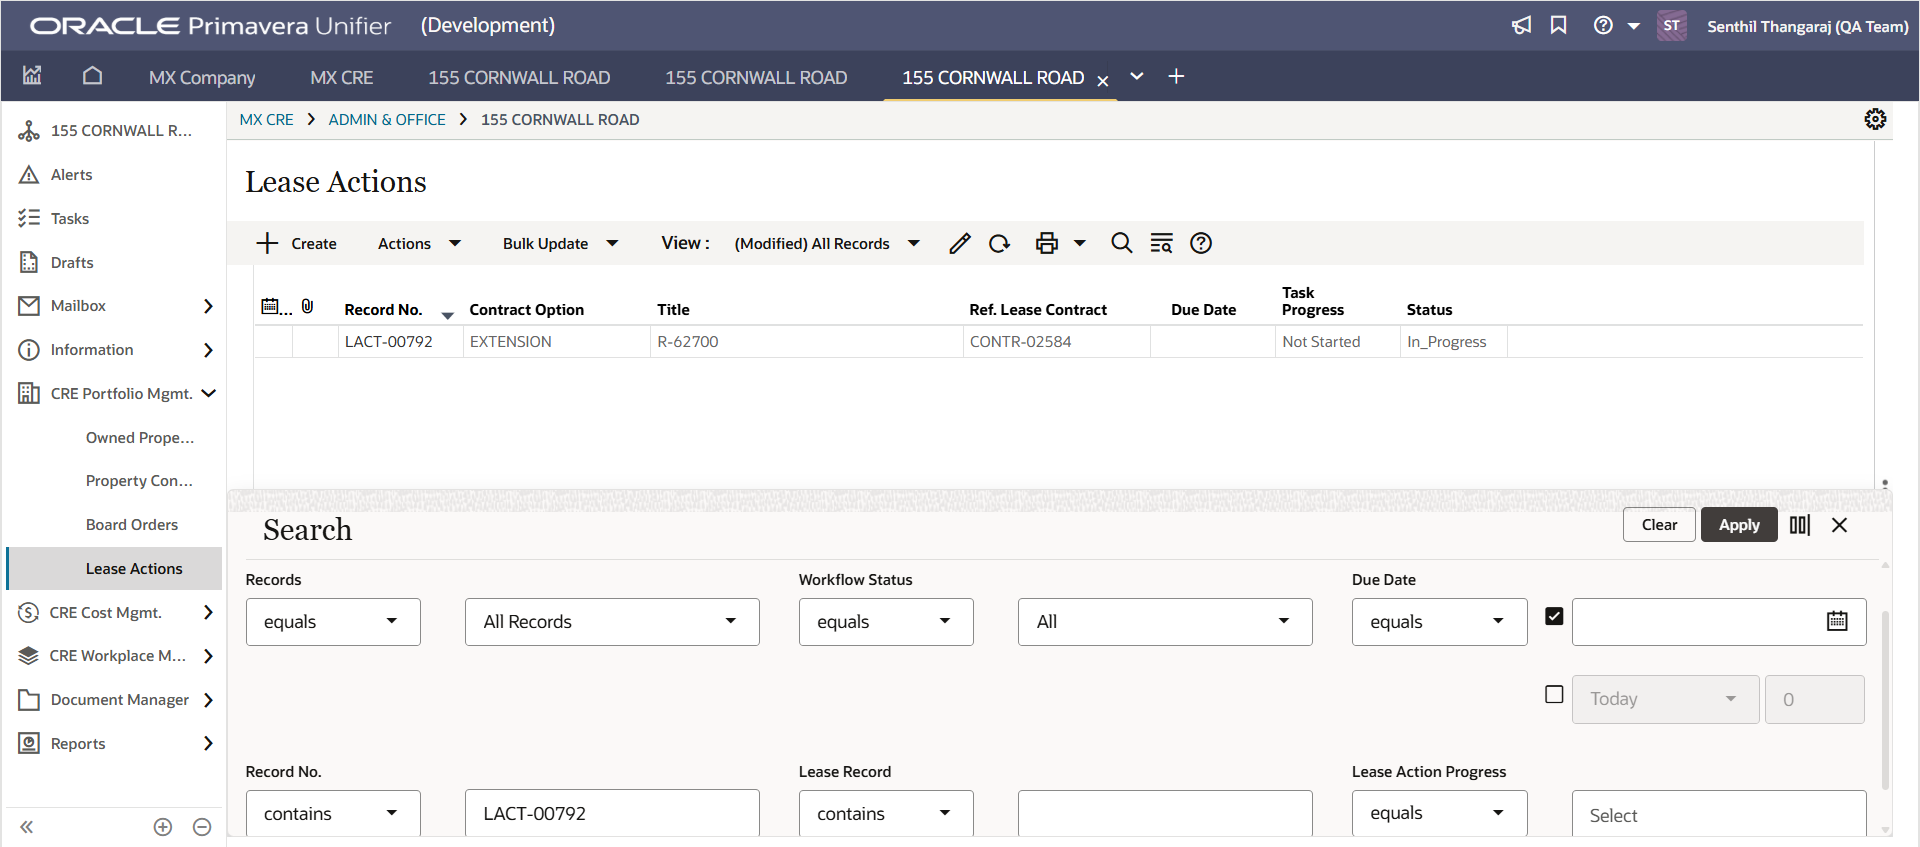 ORACLE Primavera Unifier (Development)
ST Senthil Thangaraj (QA Team)
MX Company MX CRE 155 CORNWALL ROAD 155 CORNWALL ROAD 155 CORNWALL ROAD
155 CORNWALL R...
Alerts
Tasks
Drafts
Mailbox
Information
CRE Portfolio Mgmt.
Owned Prope...
Property Con...
Board Orders
Lease Actions
CRE Cost Mgmt.
CRE Workplace M...
Document Manager
Reports
MX CRE > ADMIN & OFFICE > 155 CORNWALL ROAD
Lease Actions
Create Actions Bulk Update View : (Modified) All Records
... Record No. Contract Option Title Ref. Lease Contract Due Date Task Progress Status
LACT-00792 EXTENSION R-62700 CONTR-02584 Not Started In_Progress
Search
Clear Apply
Records Workflow Status Due Date
equals All Records equals All equals
Today 0
Record No. Lease Record Lease Action Progress
contains LACT-00792 contains equals Select